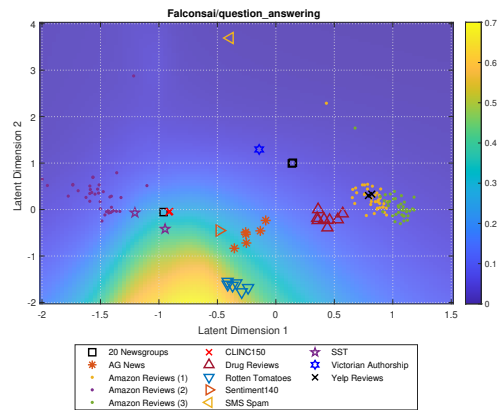 Falconsai/question_answering
4
3
2
1
0
-1
-2
Latent Dimension 2
-2
-1.5
-1
-0.5
0
0.5
1
1.5
Latent Dimension 1
0.7
0.6
0.5
0.4
0.3
0.2
0.1
0
20 Newsgroups
AG News
Amazon Reviews (1)
Amazon Reviews (2)
Amazon Reviews (3)
CLINC150
Drug Reviews
Rotten Tomatoes
Sentiment140
SMS Spam
SST
Victorian Authorship
Yelp Reviews